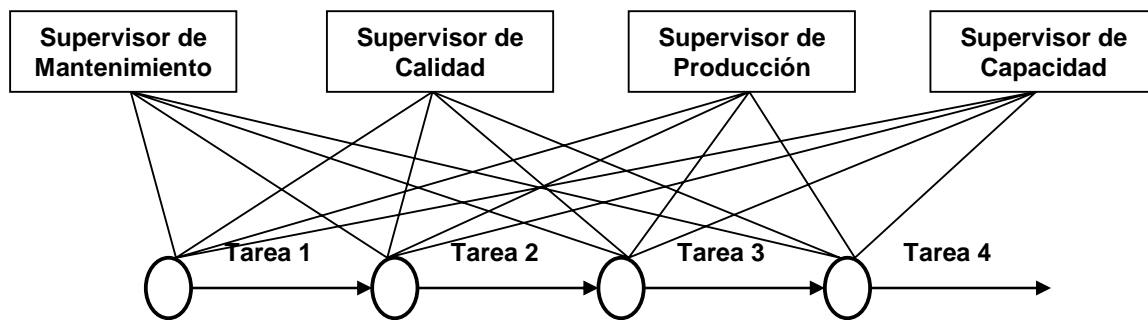 Supervisor de
Mantenimiento
Supervisor de
Calidad
Supervisor de
Producción
Supervisor de
Capacidad
Tarea 1
Tarea 2
Tarea 3
Tarea 4